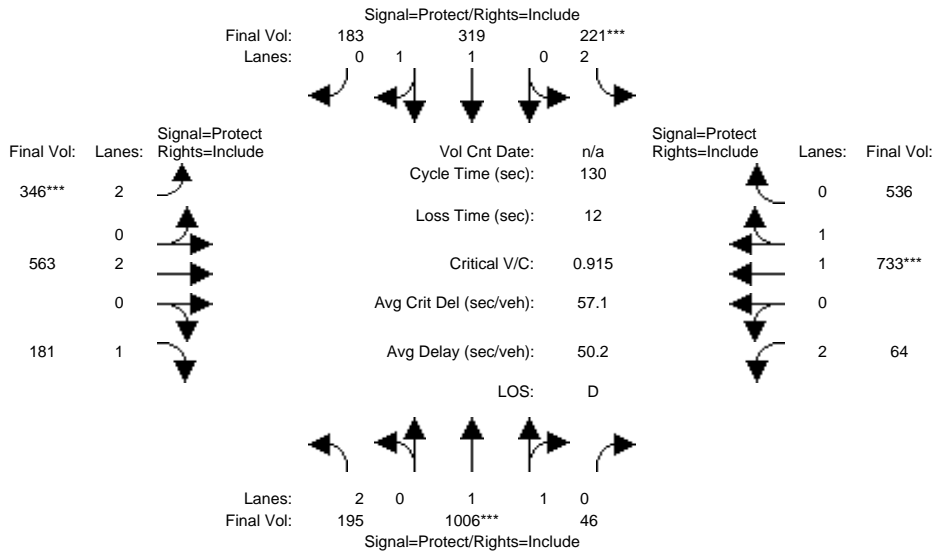 Signal=Protect/Rights=Include
Final Vol: 183 319 221***
Lanes: 0 1 1 0 2
Signal=Protect Signal=Protect
Final Vol: Lanes: Rights=Include Vol Cnt Date: n/a Rights=Include Lanes: Final Vol:
Cycle Time (sec): 130
346*** 2 0 536
Loss Time (sec): 12
0 1
563 2 Critical V/C: 0.915 1 733***
0 Avg Crit Del (sec/veh): 57.1 0
181 1 Avg Delay (sec/veh): 50.2 2 64
LOS: D
Lanes: 2 0 1 1 0
Final Vol: 195 1006*** 46
Signal=Protect/Rights=Include